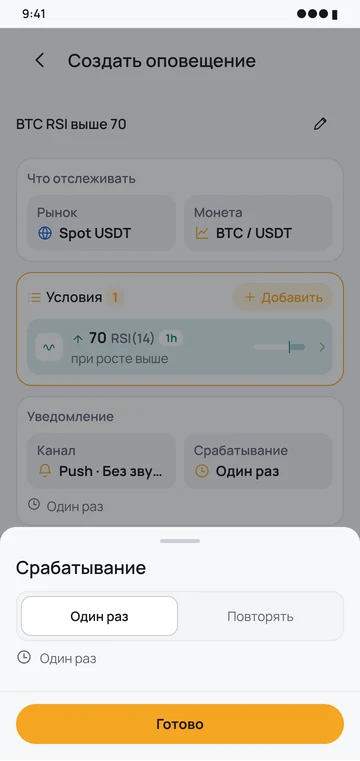 9:41
Создать оповещение
BTC RSI выше 70
Что отслеживать
Рынок
Монета
Spot USDT
BTC / USDT
Условия 1
+ Добавить
70 RSI(14) 1h
при росте выше
Уведомление
Канал
Срабатывание
Push · Без зву...
Один раз
Один раз
Срабатывание
Один раз
Повторять
Один раз
Готово